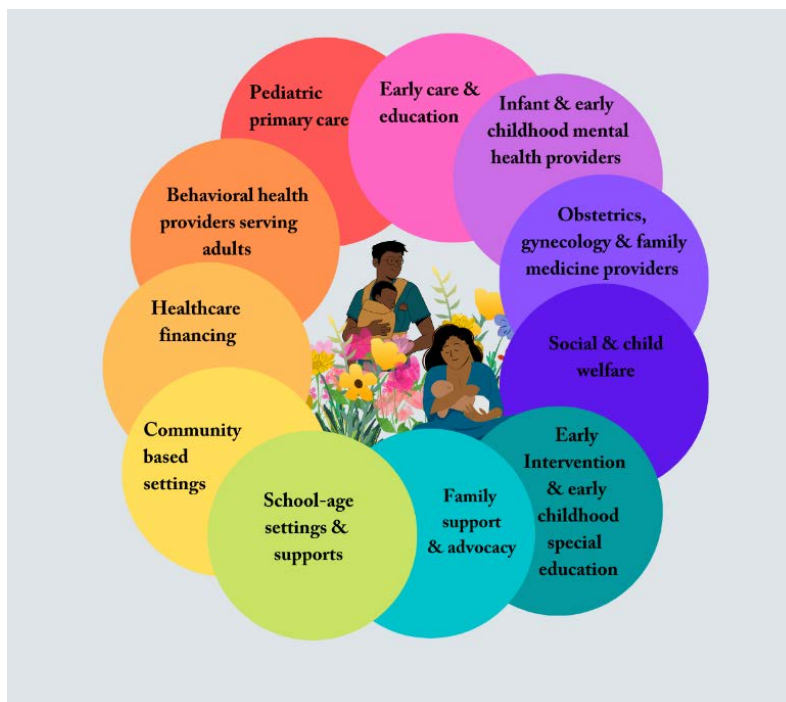 Pediatric
primary care
Early care &
education
Infant & early
childhood mental
health providers
Obstetrics,
gynecology & family
medicine providers
Social & child
welfare
Early
Intervention
& early
childhood
special
education
Family
support
& advocacy
School-age
settings &
supports
Community
based
settings
Healthcare
financing
Behavioral health
providers serving
adults